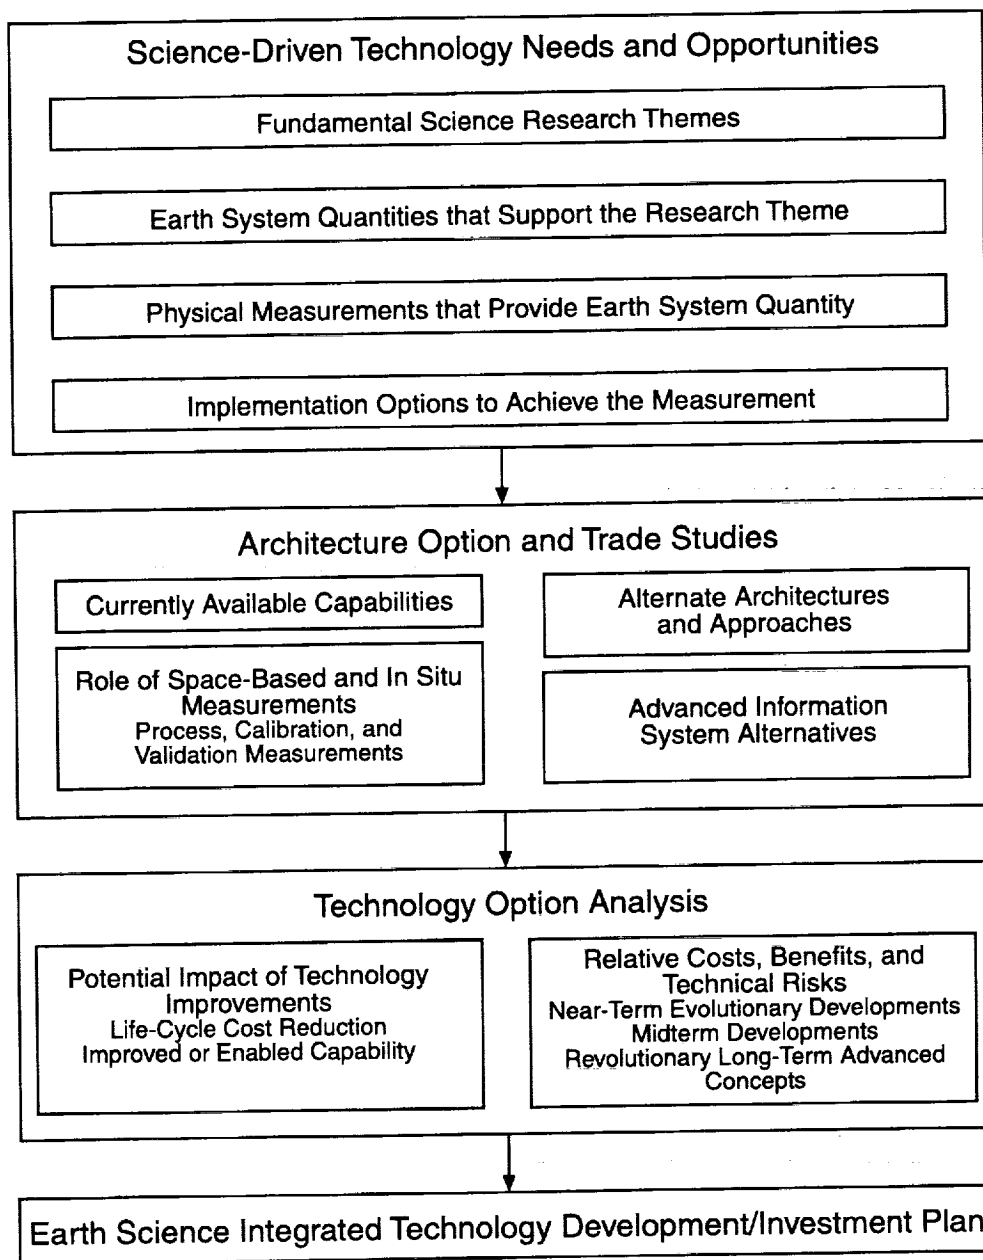 Science-Driven Technology Needs and Opportunities
Fundamental Science Research Themes
Earth System Quantities that Support the Research Theme
Physical Measurements that Provide Earth System Quantity
Implementation Options to Achieve the Measurement
Architecture Option and Trade Studies
Currently Available Capabilities
Role of Space-Based and In Situ
Measurements
Process, Calibration, and
Validation Measurements
Alternate Architectures
and Approaches
Advanced Information
System Alternatives
Technology Option Analysis
Potential Impact of Technology
Improvements
Life-Cycle Cost Reduction
Improved or Enabled Capability
Relative Costs, Benefits, and
Technical Risks
Near-Term Evolutionary Developments
Midterm Developments
Revolutionary Long-Term Advanced
Concepts
Earth Science Integrated Technology Development/Investment Plan